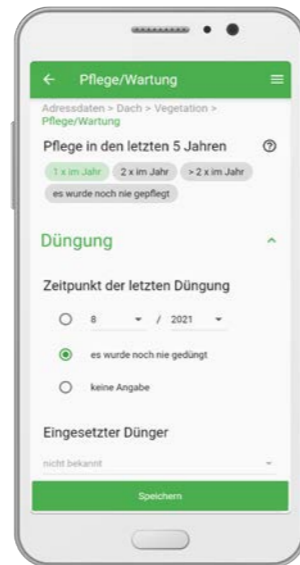 Pflege/Wartung
Adressdaten > Dach > Vegetation >
Pflege/Wartung
Pflege in den letzten 5 Jahren
1 x im Jahr 2 x im Jahr > 2 x im Jahr
es wurde noch nie gepflegt
Düngung
Zeitpunkt der letzten Düngung
8 / 2021
es wurde noch nie gedüngt
keine Angabe
Eingesetzter Dünger
nicht bekannt
Speichern